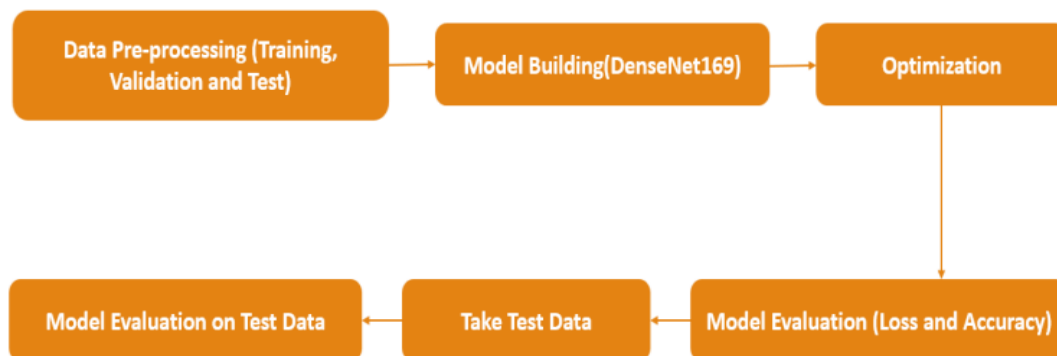 Data Pre-processing (Training,
Validation and Test)
Model Building(DenseNet169)
Optimization
Model Evaluation (Loss and Accuracy)
Take Test Data
Model Evaluation on Test Data